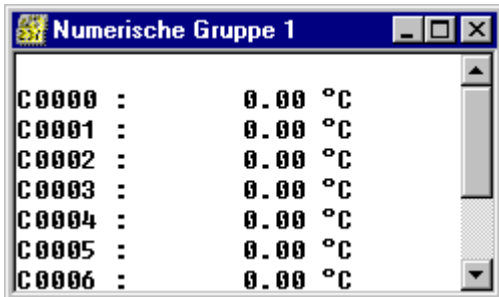 Numerische Gruppe 1
C0000 : 0.00 °C
C0001 : 0.00 °C
C0002 : 0.00 °C
C0003 : 0.00 °C
C0004 : 0.00 °C
C0005 : 0.00 °C
C0006 : 0.00 °C